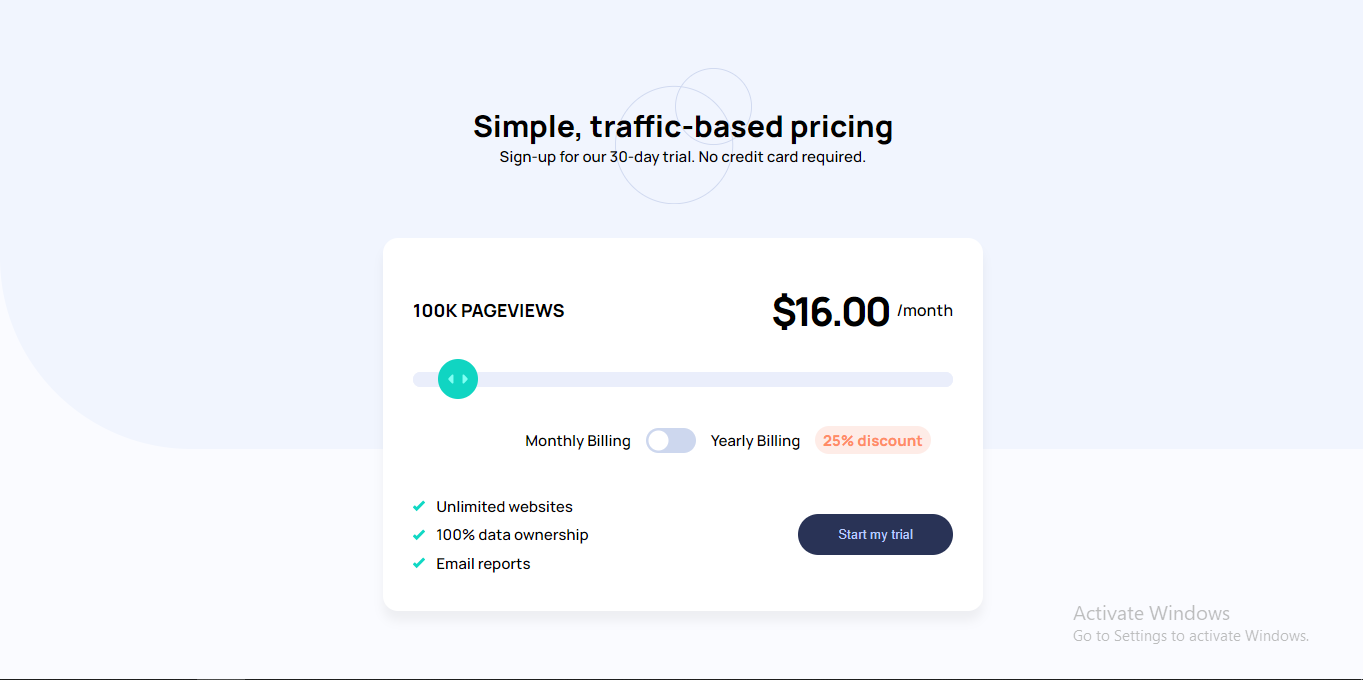 Simple, traffic-based pricing
Sign-up for our 30-day trial. No credit card required.
100K PAGEVIEWS $16.00 /month
Monthly Billing Yearly Billing 25% discount
Unlimited websites
100% data ownership
Email reports
Start my trial
Activate Windows
Go to Settings to activate Windows.